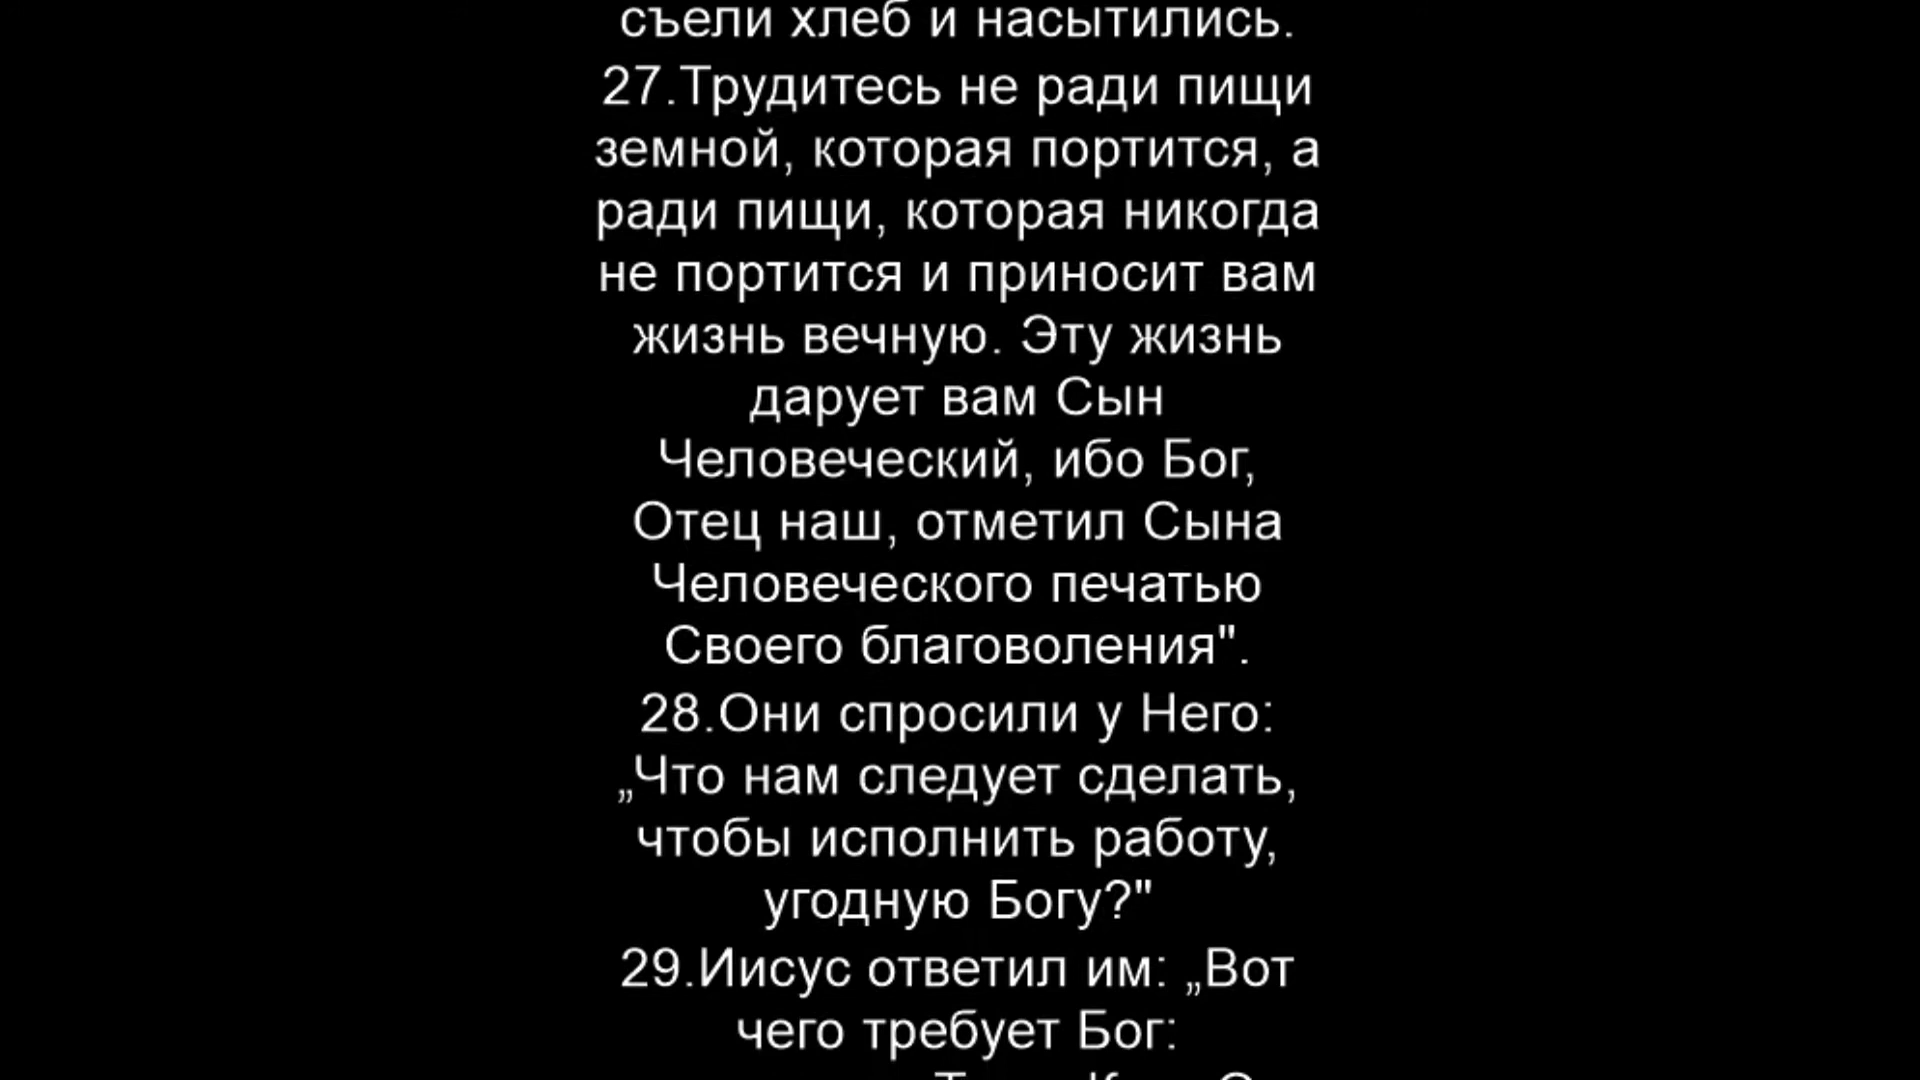 съели хлеб и насытились.
27.Трудитесь не ради пищи
земной, которая портится, а
ради пищи, которая никогда
не портится и приносит вам
жизнь вечную. Эту жизнь
дарует вам Сын
Человеческий, ибо Бог,
Отец наш, отметил Сына
Человеческого печатью
Своего благоволения".
28.Они спросили у Него:
„Что нам следует сделать,
чтобы исполнить работу,
угодную Богу?"
29.Иисус ответил им: „Вот
чего требует Бог: